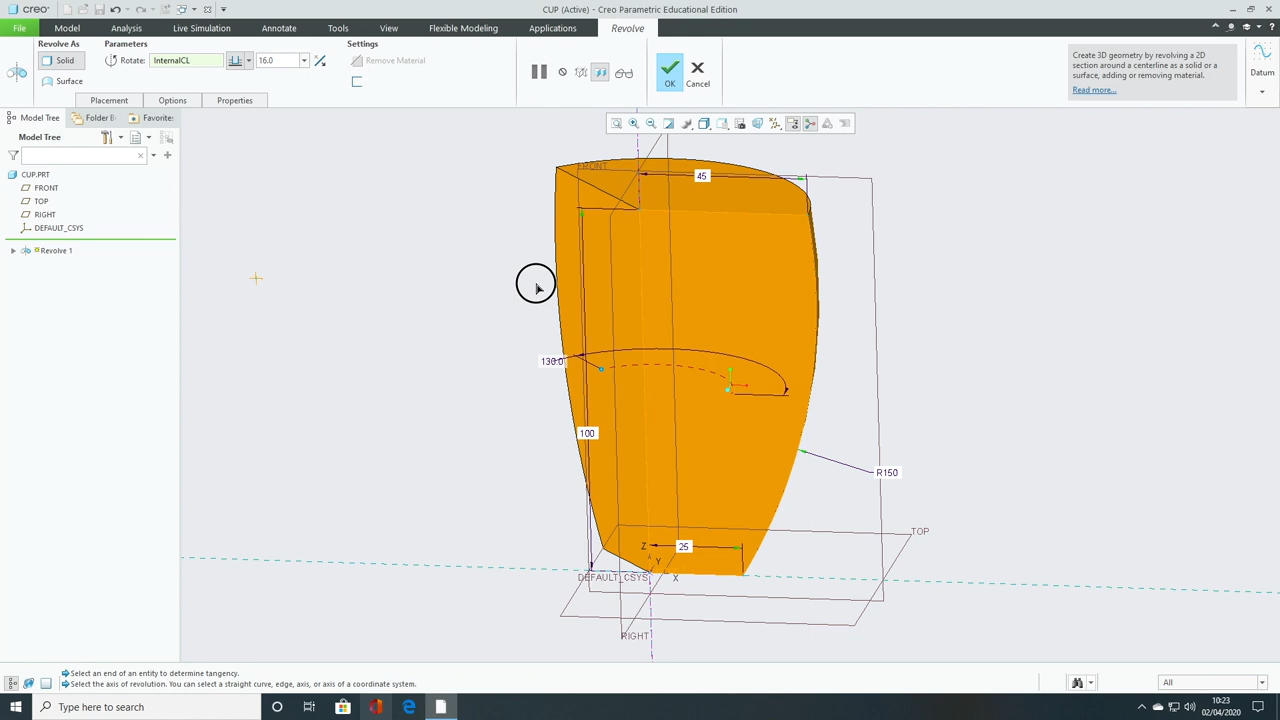 creo
CUP (Active) - Creo Parametric Educational Edition
File
Model
Analysis
Live Simulation
Annotate
Tools
View
Flexible Modeling
Applications
Revolve
Revolve As
Parameters
Settings
Solid
Rotate:
InternalCL
16.0
Remove Material
Surface
OK
Cancel
Create 3D geometry by revolving a 2D
section around a centerline as a solid or a
surface, adding or removing material.
Read more...
Datum
Placement
Options
Properties
Model Tree
Folder B
Favorite:
Model Tree
CUP.PRT
FRONT
TOP
RIGHT
DEFAULT_CSYS
Revolve 1
FRONT
45
130.0
100
R150
TOP
25
Z
Y
X
DEFAULT_CSYS
RIGHT
Select an end of an entity to determine tangency.
Select the axis of revolution. You can select a straight curve, edge, axis, or axis of a coordinate system.
All
Type here to search
10:23
02/04/2020